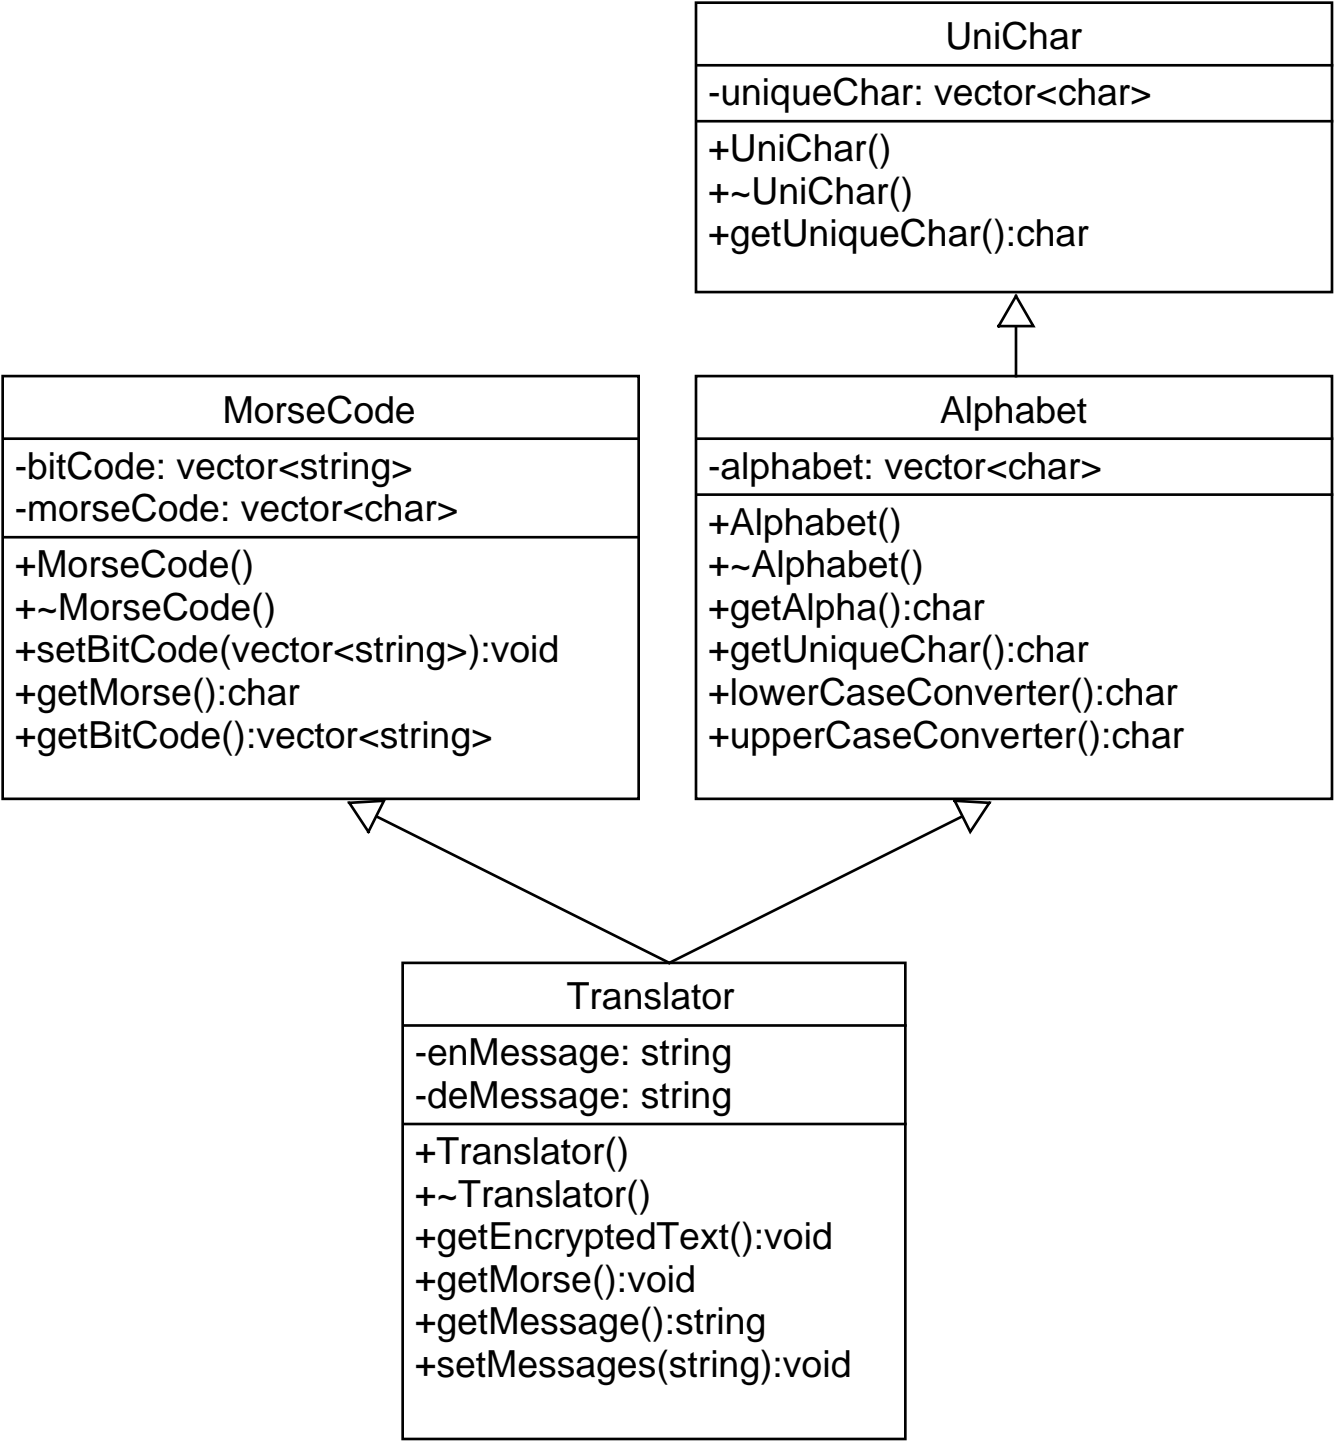 UniChar
-uniqueChar: vector<char>
+UniChar()
+~UniChar()
+getUniqueChar():char
MorseCode
-bitCode: vector<string>
-morseCode: vector<char>
+MorseCode()
+~MorseCode()
+setBitCode(vector<string>):void
+getMorse():char
+getBitCode():vector<string>
Alphabet
-alphabet: vector<char>
+Alphabet()
+~Alphabet()
+getAlpha():char
+getUniqueChar():char
+lowerCaseConverter():char
+upperCaseConverter():char
Translator
-enMessage: string
-deMessage: string
+Translator()
+~Translator()
+getEncryptedText():void
+getMorse():void
+getMessage():string
+setMessages(string):void